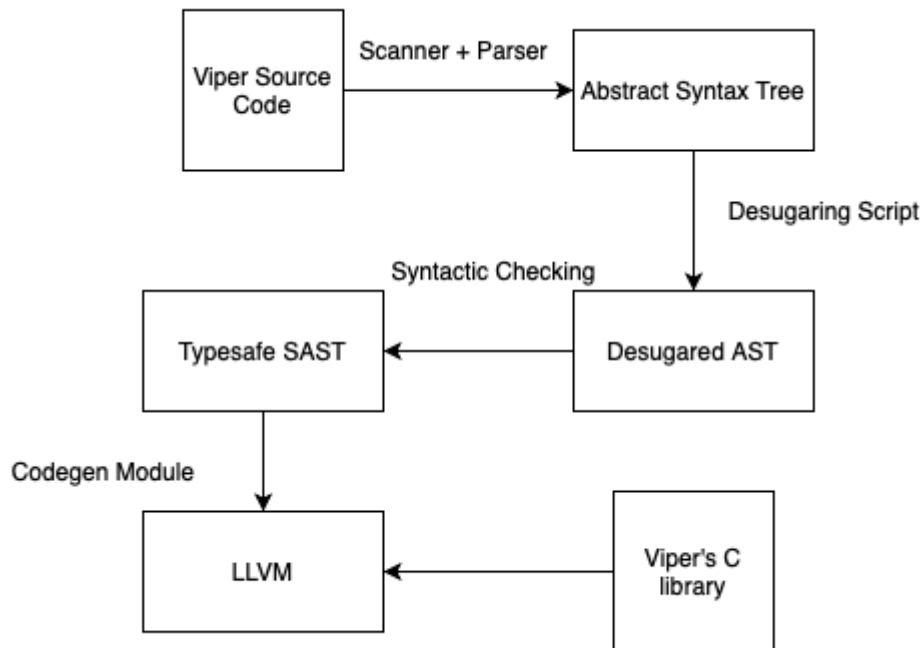 Viper Source
Code
Scanner + Parser
Abstract Syntax Tree
Desugaring Script
Syntactic Checking
Typesafe SAST
Desugared AST
Codegen Module
LLVM
Viper's C
library